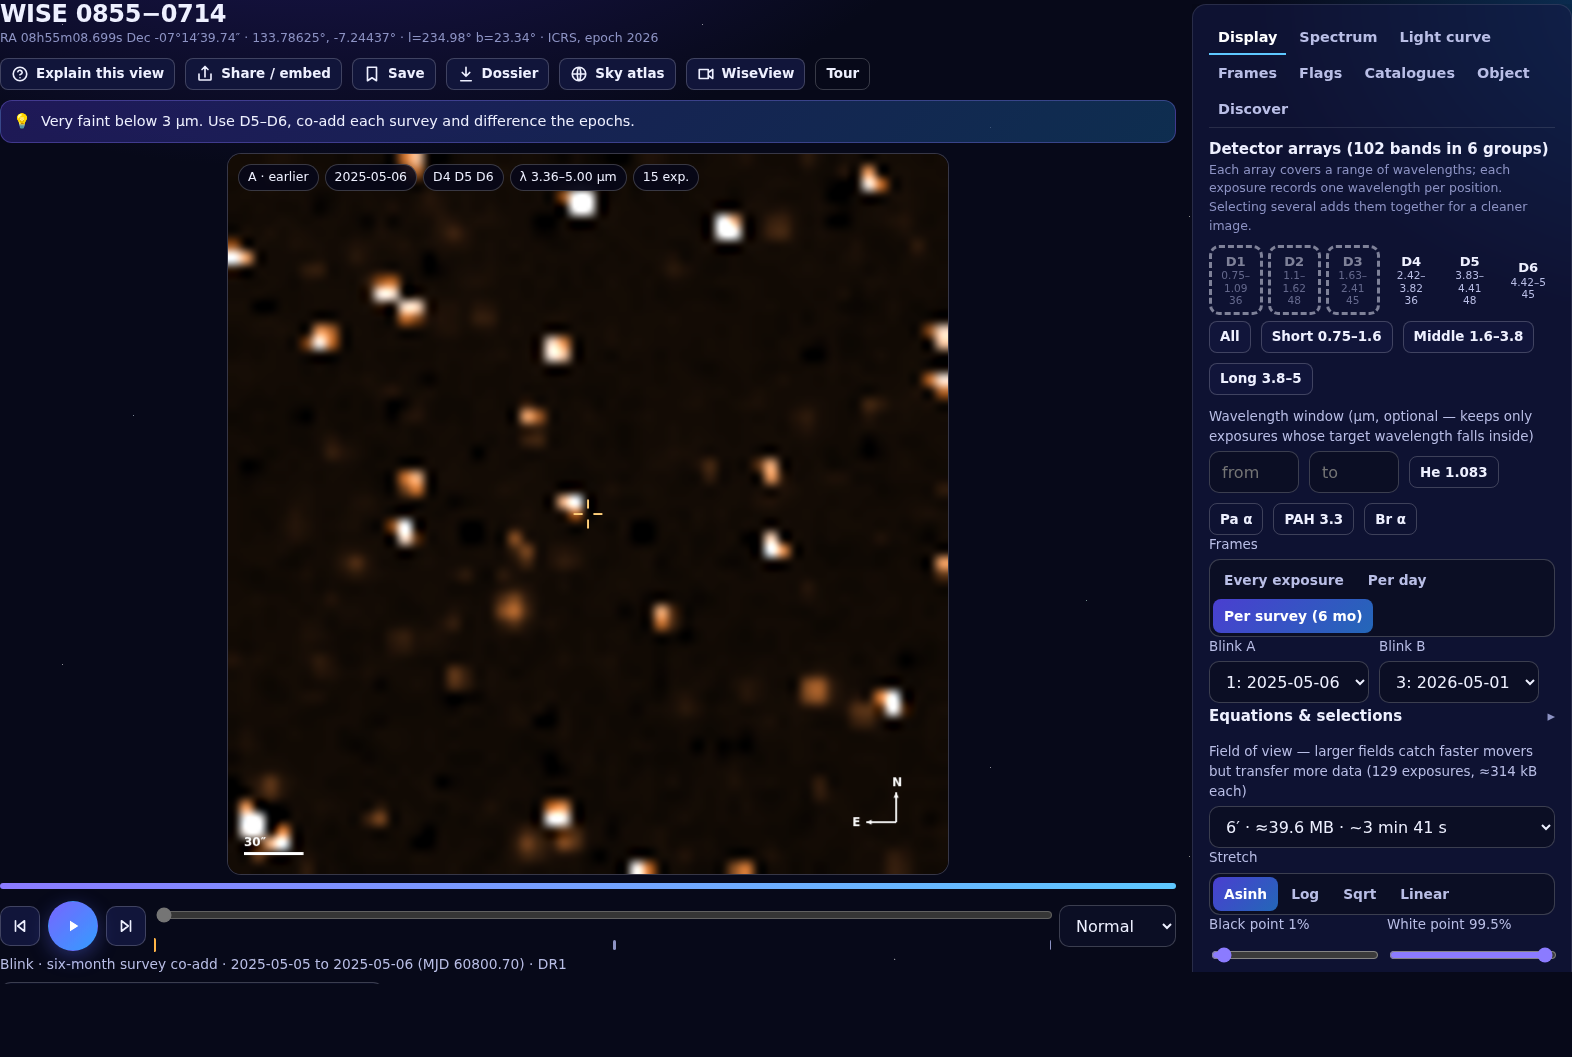 WISE 0855−0714
RA 08h55m08.699s Dec -07°14′39.74″ · 133.78625°, -7.24437° · l=234.98° b=23.34° · ICRS, epoch 2026
Explain this view
Share / embed
Save
Dossier
Sky atlas
WiseView
Tour
💡 Very faint below 3 μm. Use D5–D6, co-add each survey and difference the epochs.
A · earlier
2025-05-06
D4 D5 D6
λ 3.36–5.00 μm
15 exp.
N
E
30″
Normal
Blink · six-month survey co-add · 2025-05-05 to 2025-05-06 (MJD 60800.70) · DR1
Display
Spectrum
Light curve
Frames
Flags
Catalogues
Object
Discover
Detector arrays (102 bands in 6 groups)
Each array covers a range of wavelengths; each
exposure records one wavelength per position.
Selecting several adds them together for a cleaner
image.
D1
0.75–
1.09
36
D2
1.1–
1.62
48
D3
1.63–
2.41
45
D4
2.42–
3.82
36
D5
3.83–
4.41
48
D6
4.42–5
45
All
Short 0.75–1.6
Middle 1.6–3.8
Long 3.8–5
Wavelength window (μm, optional — keeps only
exposures whose target wavelength falls inside)
from
to
He 1.083
Pa α
PAH 3.3
Br α
Frames
Every exposure
Per day
Per survey (6 mo)
Blink A
Blink B
1: 2025-05-06
3: 2026-05-01
Equations & selections ▸
Field of view — larger fields catch faster movers
but transfer more data (129 exposures, ≈314 kB
each)
6′ · ≈39.6 MB · ~3 min 41 s
Stretch
Asinh
Log
Sqrt
Linear
Black point 1%
White point 99.5%